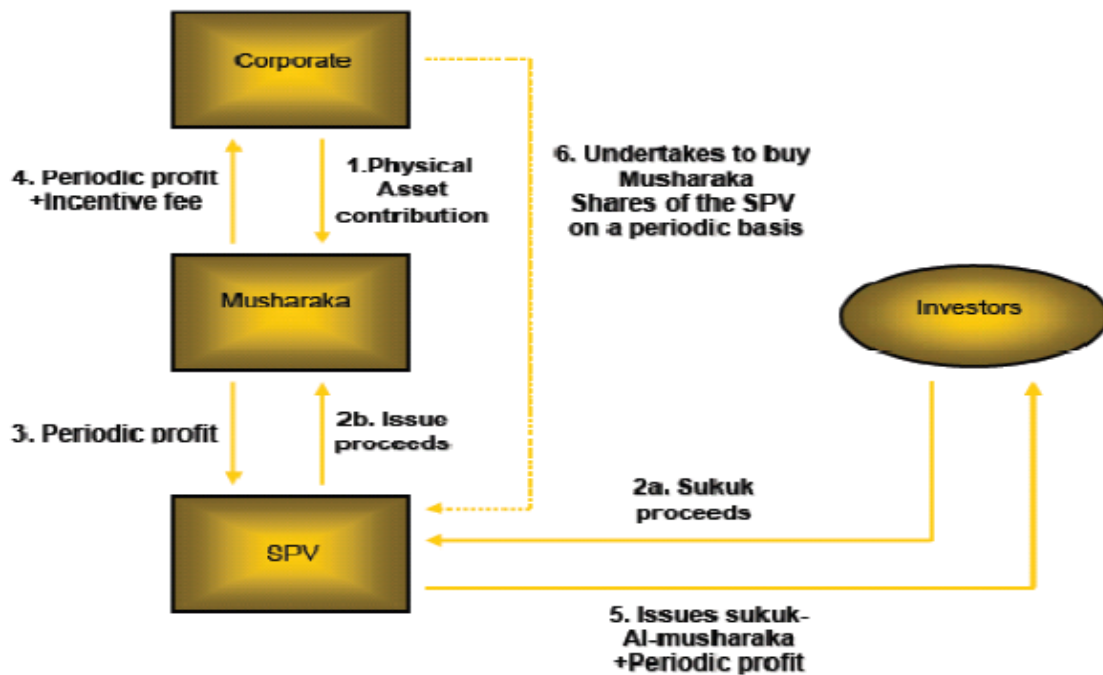 Corporate
4. Periodic profit
+Incentive fee
1.Physical
Asset
contribution
6. Undertakes to buy
Musharaka
Shares of the SPV
on a periodic basis
Musharaka
Investors
3. Periodic profit
2b. Issue
proceeds
2a. Sukuk
proceeds
SPV
5. Issues sukuk-
Al-musharaka
+Periodic profit